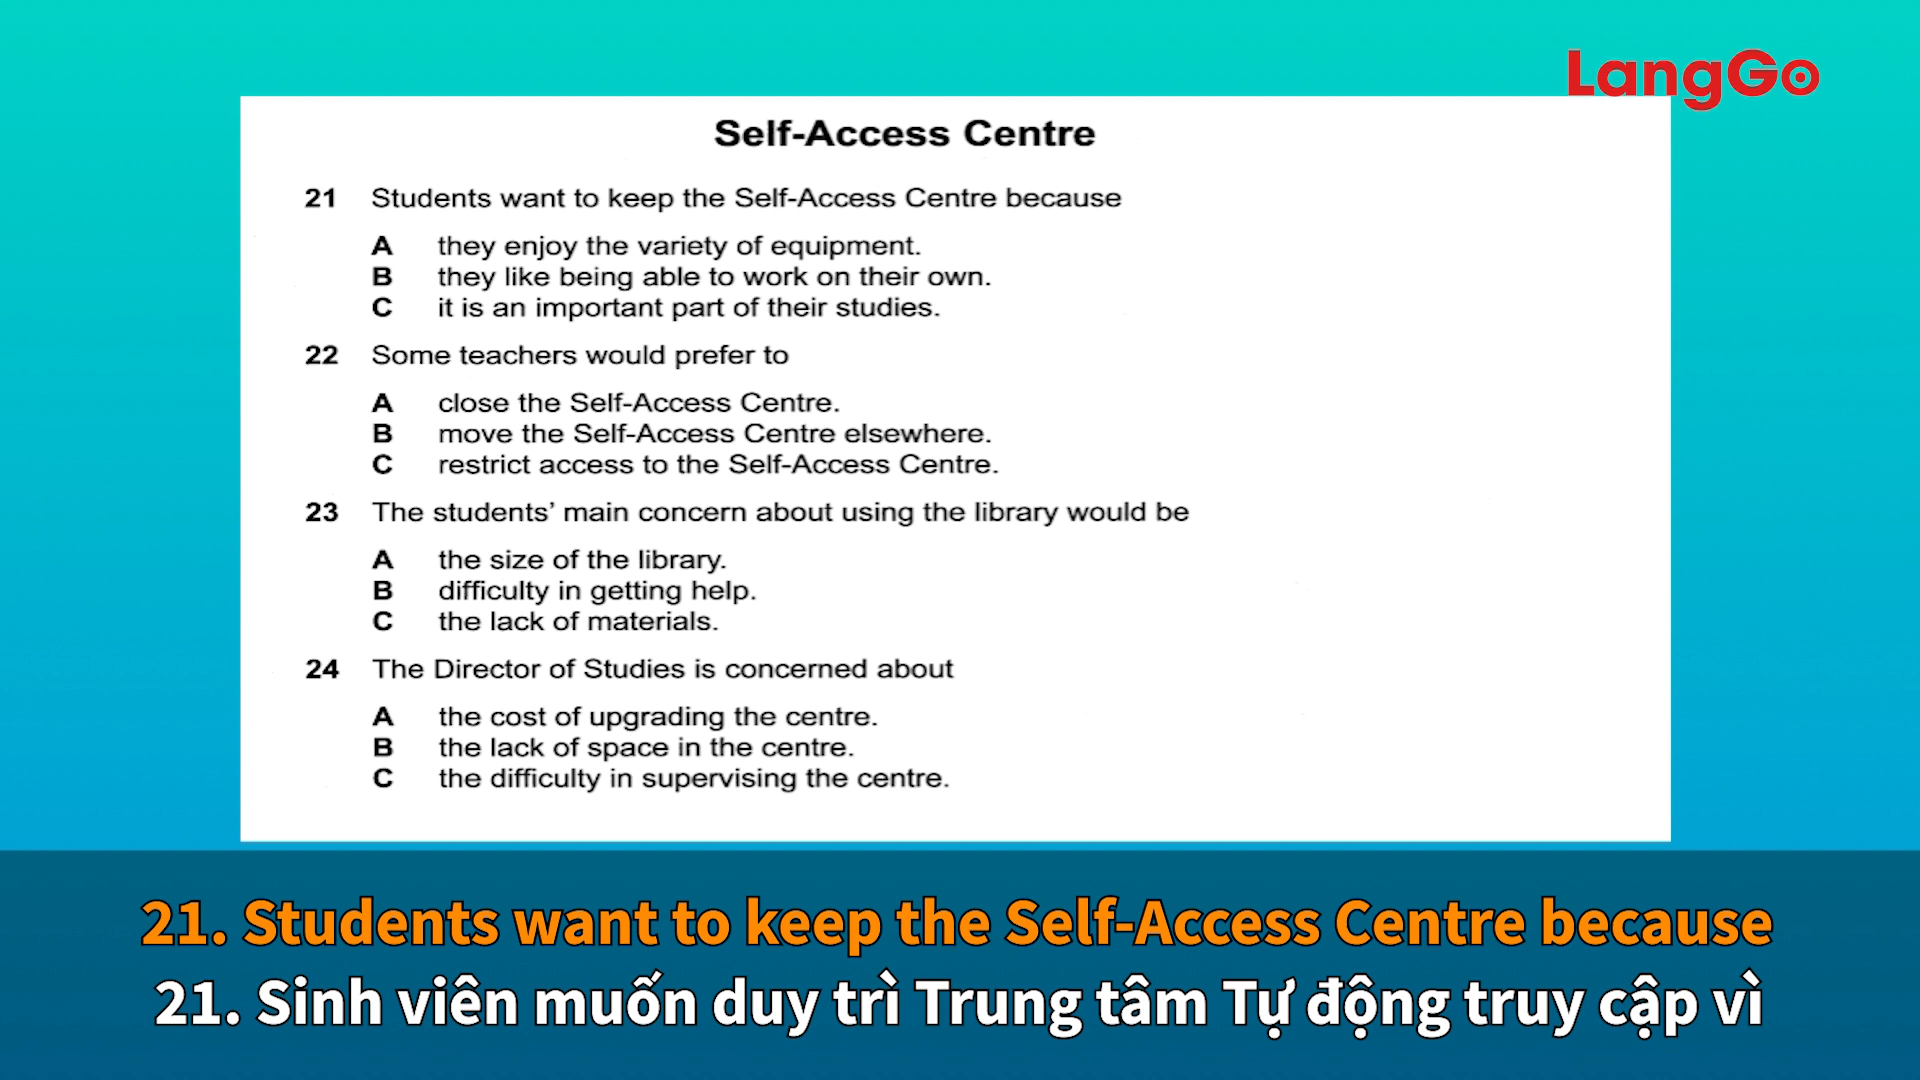 LangGo
Self-Access Centre
21 Students want to keep the Self-Access Centre because
A they enjoy the variety of equipment.
B they like being able to work on their own.
C it is an important part of their studies.
22 Some teachers would prefer to
A close the Self-Access Centre.
B move the Self-Access Centre elsewhere.
C restrict access to the Self-Access Centre.
23 The students’ main concern about using the library would be
A the size of the library.
B difficulty in getting help.
C the lack of materials.
24 The Director of Studies is concerned about
A the cost of upgrading the centre.
B the lack of space in the centre.
C the difficulty in supervising the centre.
21. Students want to keep the Self-Access Centre because
21. Sinh viên muốn duy trì Trung tâm Tự động truy cập vì